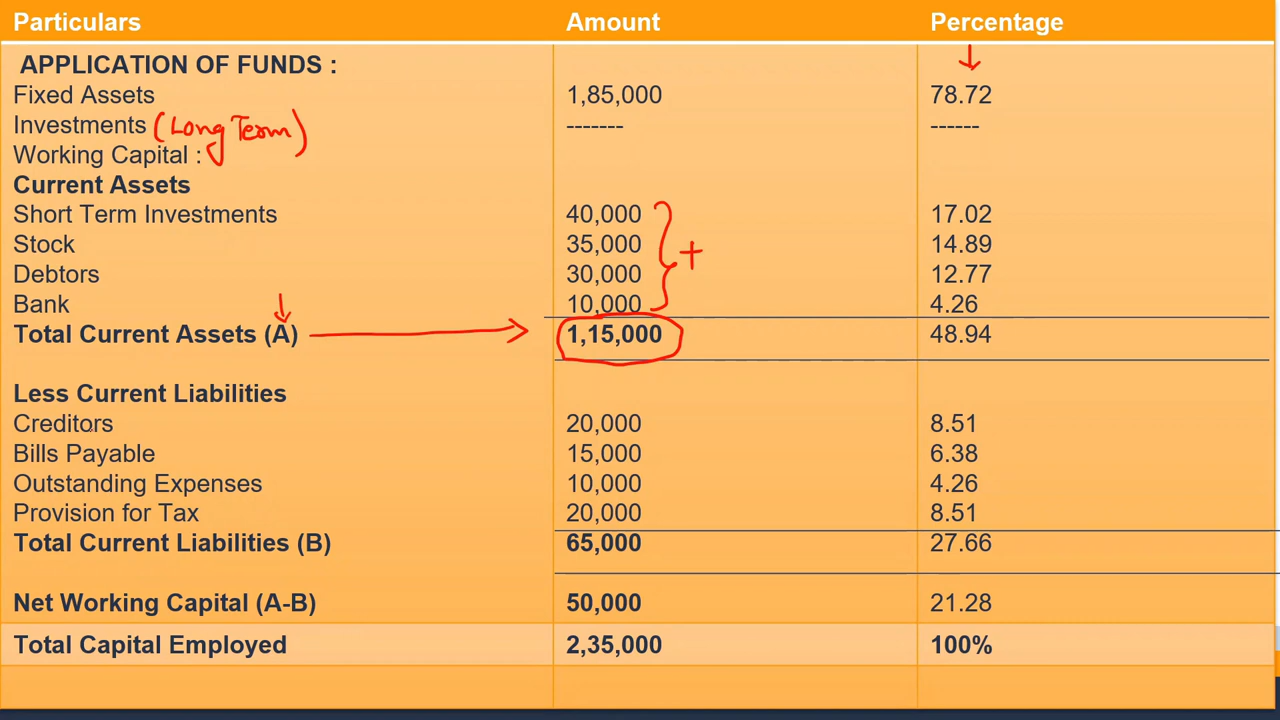 Particulars Amount Percentage
APPLICATION OF FUNDS :
Fixed Assets 1,85,000 78.72
Investments (Long Term) ------- ------
Working Capital :
Current Assets
Short Term Investments 40,000 17.02
Stock 35,000 14.89
Debtors 30,000 12.77
Bank 10,000 4.26
Total Current Assets (A) 1,15,000 48.94
Less Current Liabilities
Creditors 20,000 8.51
Bills Payable 15,000 6.38
Outstanding Expenses 10,000 4.26
Provision for Tax 20,000 8.51
Total Current Liabilities (B) 65,000 27.66
Net Working Capital (A-B) 50,000 21.28
Total Capital Employed 2,35,000 100%
+